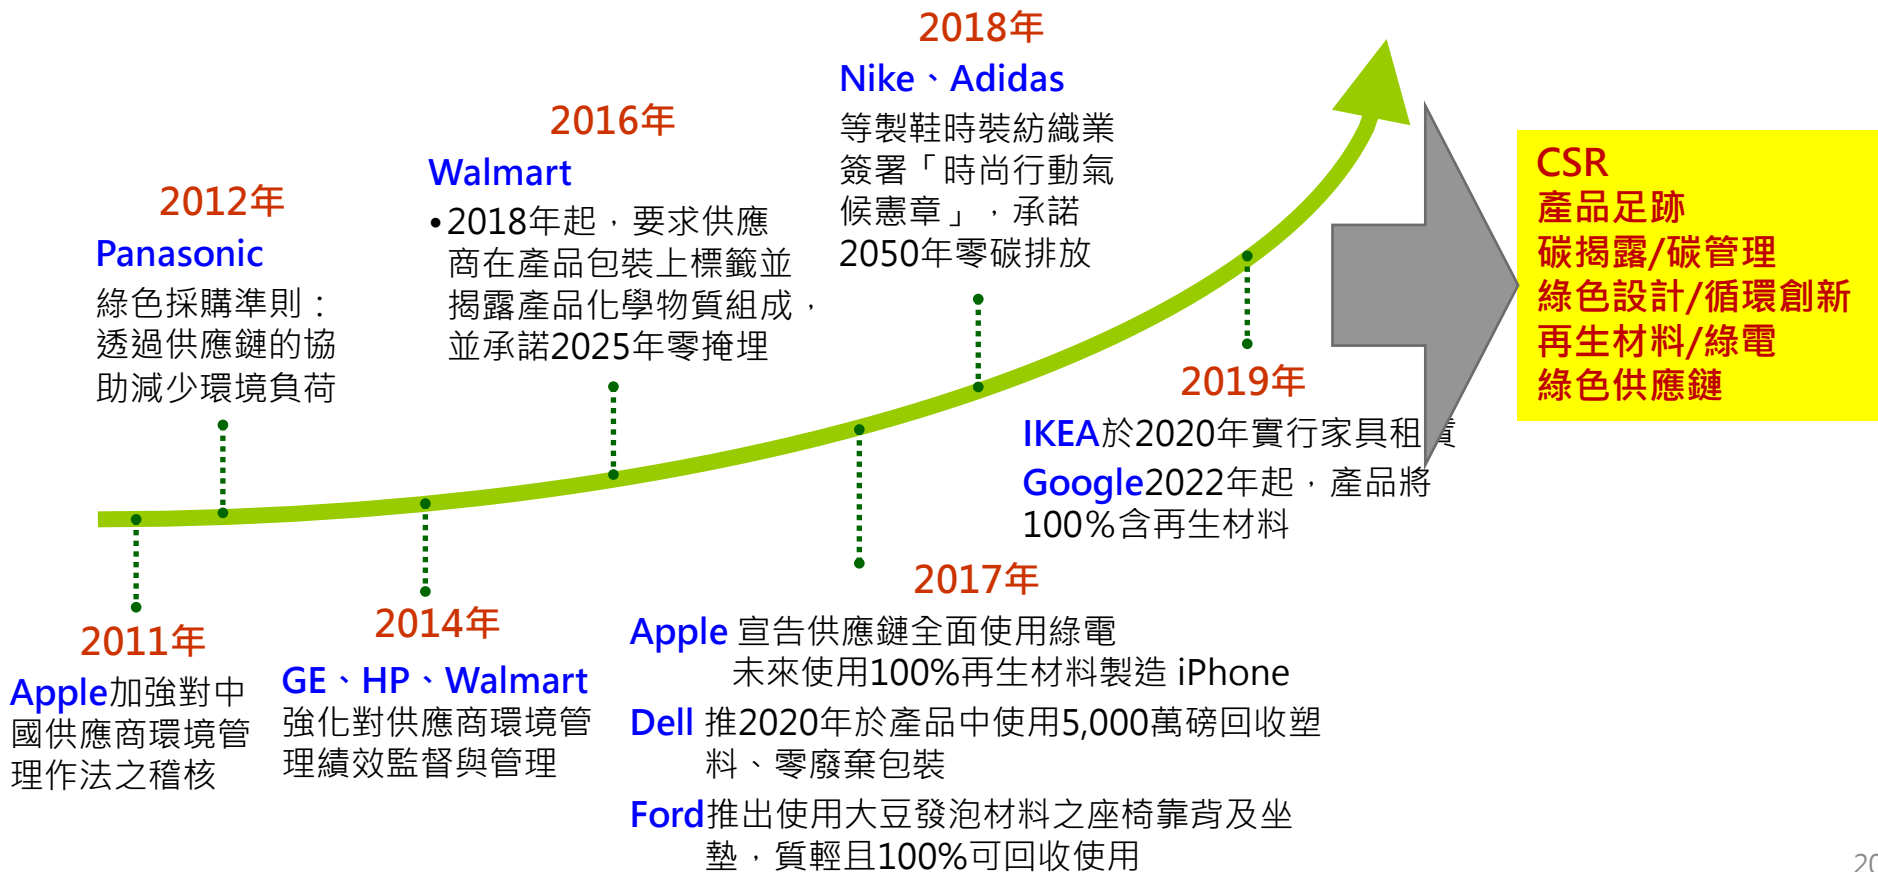 2011年
Apple加強對中
國供應商環境管
理作法之稽核
2012年
Panasonic
綠色採購準則：
透過供應鏈的協
助減少環境負荷
2014年
GE、HP、Walmart
強化對供應商環境管
理績效監督與管理
2016年
Walmart
•2018年起，要求供應
商在產品包裝上標籤並
揭露產品化學物質組成，
並承諾2025年零掩埋
2017年
Apple 宣告供應鏈全面使用綠電
未來使用100%再生材料製造 iPhone
Dell 推2020年於產品中使用5,000萬磅回收塑
料、零廢棄包裝
Ford推出使用大豆發泡材料之座椅靠背及坐
墊，質輕且100%可回收使用
2018年
Nike、Adidas
等製鞋時裝紡織業
簽署「時尚行動氣
候憲章」，承諾
2050年零碳排放
2019年
IKEA於2020年實行家具租賃
Google2022年起，產品將
100%含再生材料
CSR
產品足跡
碳揭露/碳管理
綠色設計/循環創新
再生材料/綠電
綠色供應鏈
20